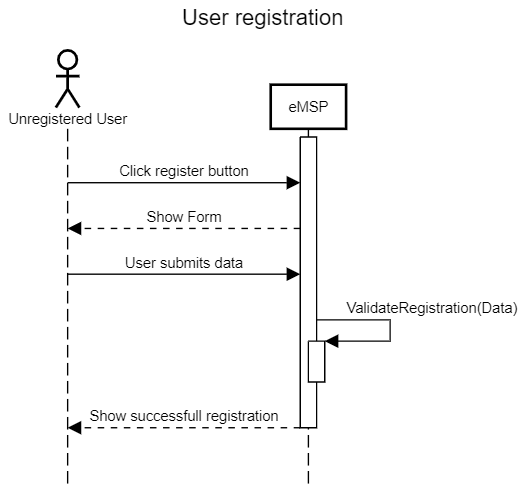 User registration
Unregistered User
eMSP
Click register button
Show Form
User submits data
ValidateRegistration(Data)
Show successfull registration